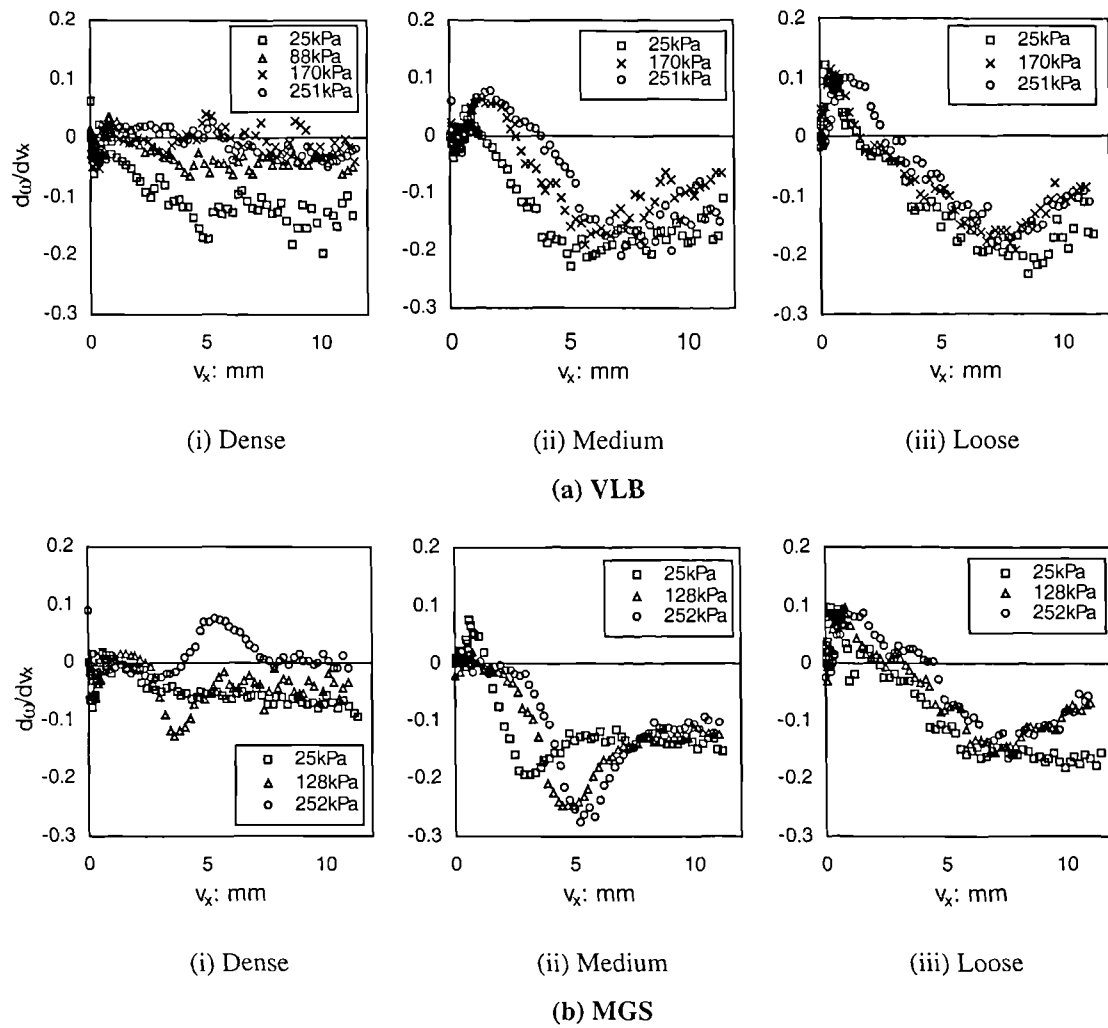 0.2
0.1
0
-0.1
-0.2
-0.3
dω/dvₓ
25kPa
88kPa
170kPa
251kPa
0 5 10
vₓ: mm
(i) Dense
0.2
0.1
0
-0.1
-0.2
-0.3
25kPa
170kPa
251kPa
0 5 10
vₓ: mm
(ii) Medium
0.2
0.1
0
-0.1
-0.2
-0.3
25kPa
170kPa
251kPa
0 5 10
vₓ: mm
(iii) Loose
(a) VLB
0.2
0.1
0
-0.1
-0.2
-0.3
dω/dvₓ
25kPa
128kPa
252kPa
0 5 10
vₓ: mm
(i) Dense
0.2
0.1
0
-0.1
-0.2
-0.3
25kPa
128kPa
252kPa
0 5 10
vₓ: mm
(ii) Medium
0.2
0.1
0
-0.1
-0.2
-0.3
25kPa
128kPa
252kPa
0 5 10
vₓ: mm
(iii) Loose
(b) MGS